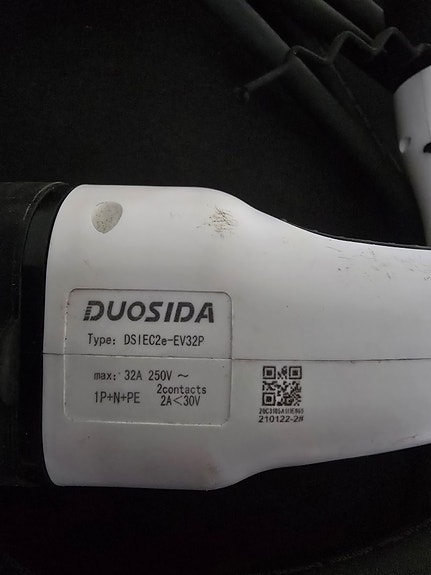 DUOSIDA
Type: DSIEC2e-EV32P
max: 32A 250V ~
1P+N+PE 2contacts
2A<30V
210122-2#